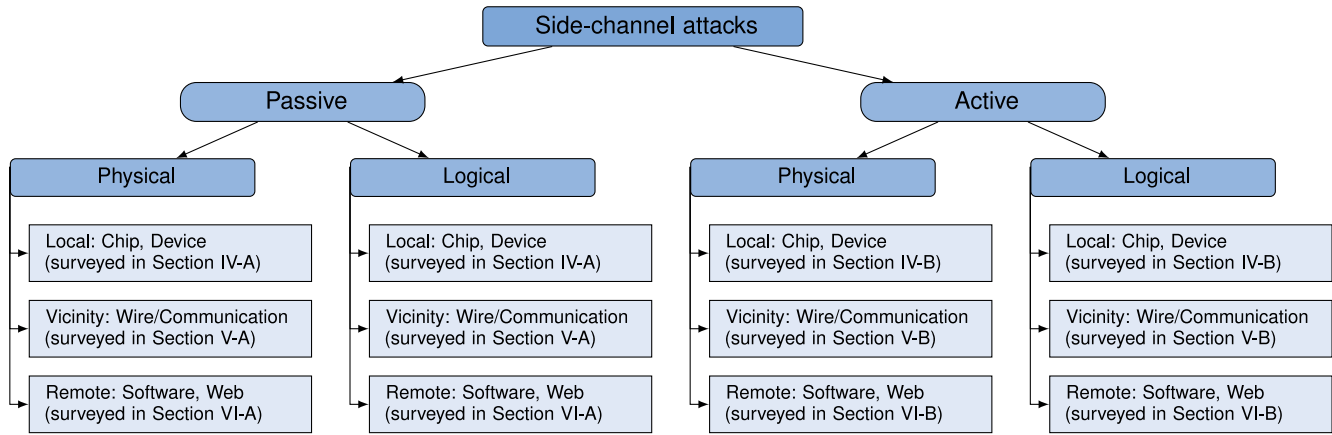 Side-channel attacks
Passive
Active
Physical
Logical
Physical
Logical
Local: Chip, Device
(surveyed in Section IV-A)
Local: Chip, Device
(surveyed in Section IV-A)
Local: Chip, Device
(surveyed in Section IV-B)
Local: Chip, Device
(surveyed in Section IV-B)
Vicinity: Wire/Communication
(surveyed in Section V-A)
Vicinity: Wire/Communication
(surveyed in Section V-A)
Vicinity: Wire/Communication
(surveyed in Section V-B)
Vicinity: Wire/Communication
(surveyed in Section V-B)
Remote: Software, Web
(surveyed in Section VI-A)
Remote: Software, Web
(surveyed in Section VI-A)
Remote: Software, Web
(surveyed in Section VI-B)
Remote: Software, Web
(surveyed in Section VI-B)